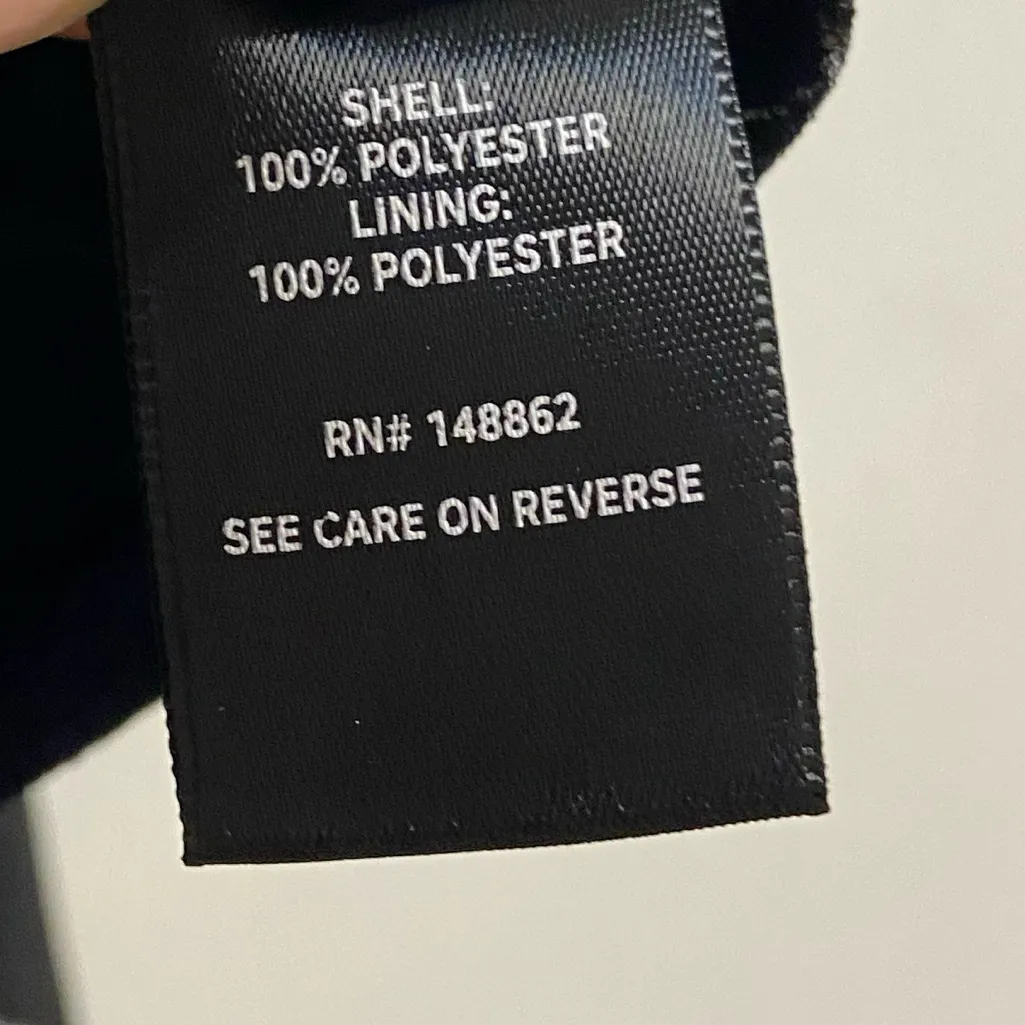 SHELL:
100% POLYESTER
LINING:
100% POLYESTER
RN# 148862
SEE CARE ON REVERSE